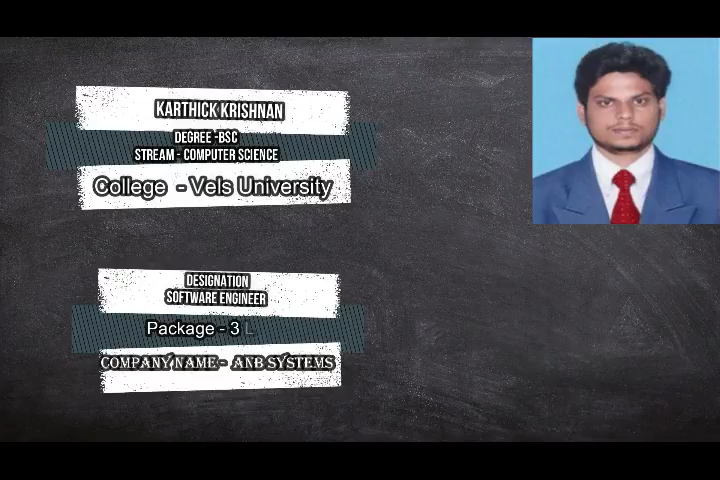 KARTHICK KRISHNAN
DEGREE -BSC
STREAM - COMPUTER SCIENCE
College - Vels University
DESIGNATION
SOFTWARE ENGINEER
Package - 3 L
COMPANY NAME - ANB SYSTEMS